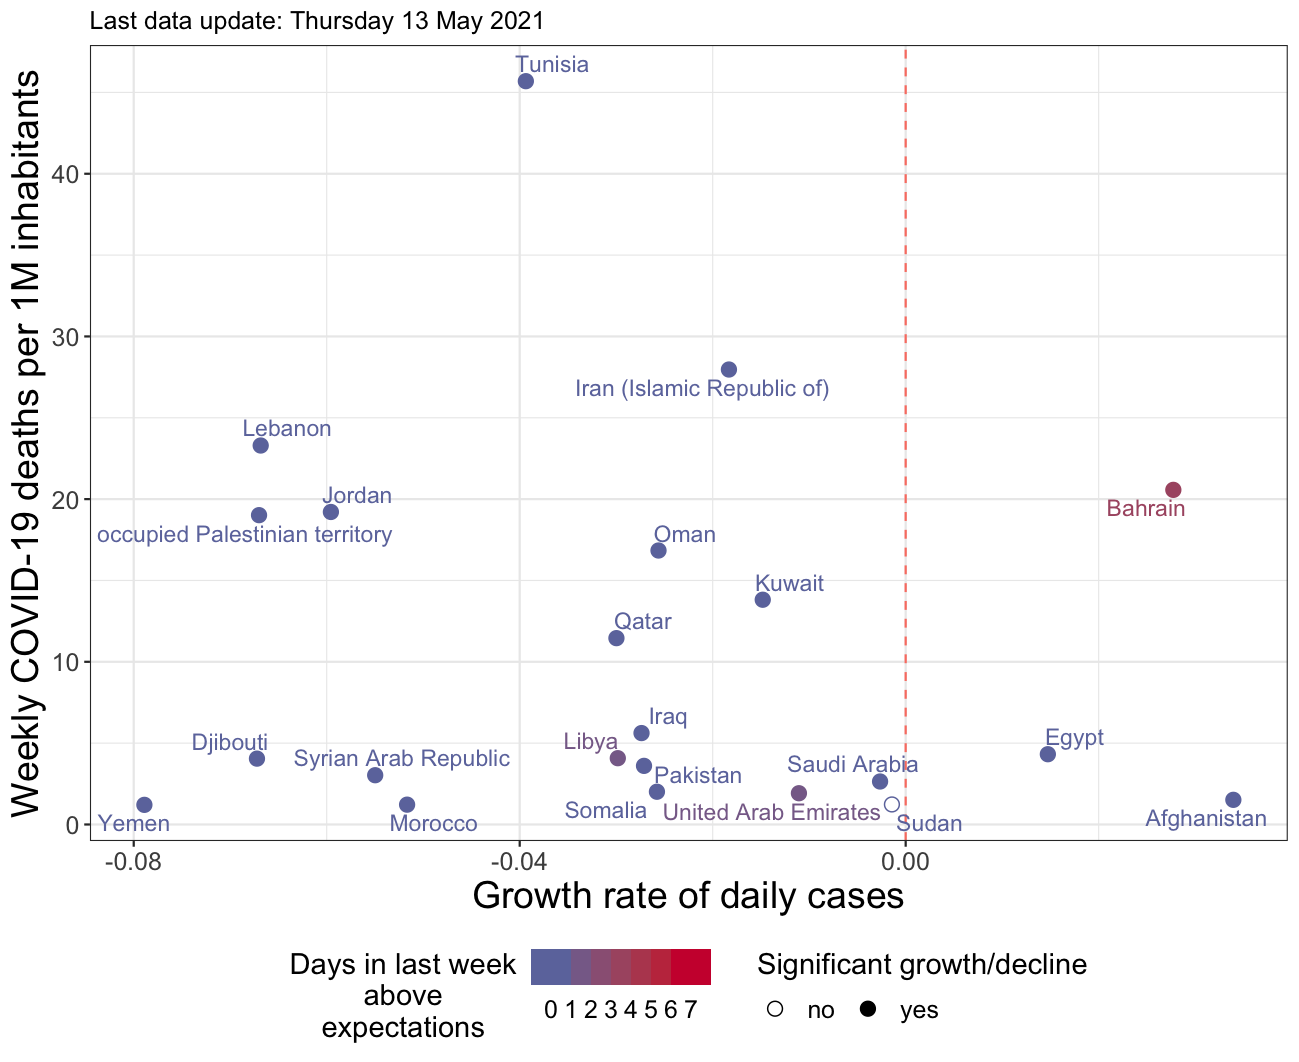 Last data update: Thursday 13 May 2021
Weekly COVID-19 deaths per 1M inhabitants
40
30
20
10
0
Tunisia
Iran (Islamic Republic of)
Lebanon
Bahrain
Jordan
occupied Palestinian territory
Oman
Kuwait
Qatar
Iraq
Libya
Djibouti
Egypt
Syrian Arab Republic
Saudi Arabia
Pakistan
Somalia
United Arab Emirates
Afghanistan
Yemen
Morocco
Sudan
-0.08 -0.04 0.00
Growth rate of daily cases
Days in last week
above
expectations
0 1 2 3 4 5 6 7
Significant growth/decline
no yes